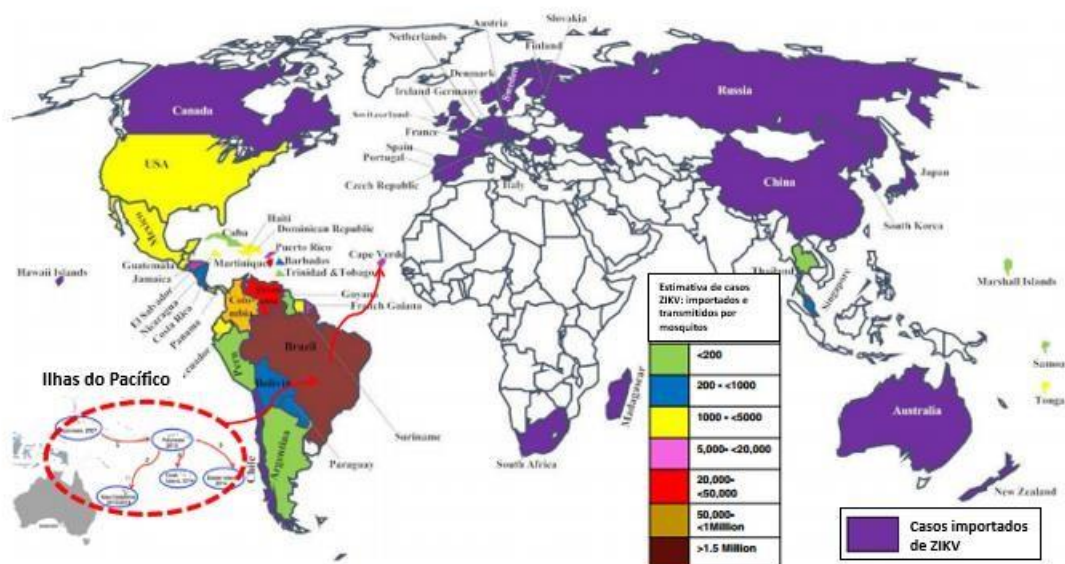 Slovakia
Austria
Netherlands
Finland
Denmark
Sweden
Ireland
Germany
Russia
Canada
Switzerland
France
USA
Spain
Portugal
Japan
China
Czech Republic
Italy
Mexico
South Korea
Cuba
Haiti
Dominican Republic
Puerto Rico
Cape Verde
Martinique
Barbados
Hawaii Islands
Guatemala
Jamaica
Trinidad &Tobago
Thailand
Marshall Islands
El Salvador
Nicaragua
Costa Rica
Panama
Colo
mbia
Guyana
French Guiana
Singapore
Ecuador
Peru
Brazil
Bolivia
Samoa
Tonga
Madagascar
Australia
Suriname
Paraguay
Argentina
Chile
South Africa
New Zealand
Ilhas do Pacífico
Estimativa de casos
ZIKV: importados e
transmitidos por
mosquitos
<200
200 - <1000
1000 - <5000
5,000- <20,000
20,000-
<50,000
50,000-
<1Million
>1.5 Million
Casos importados
de ZIKV